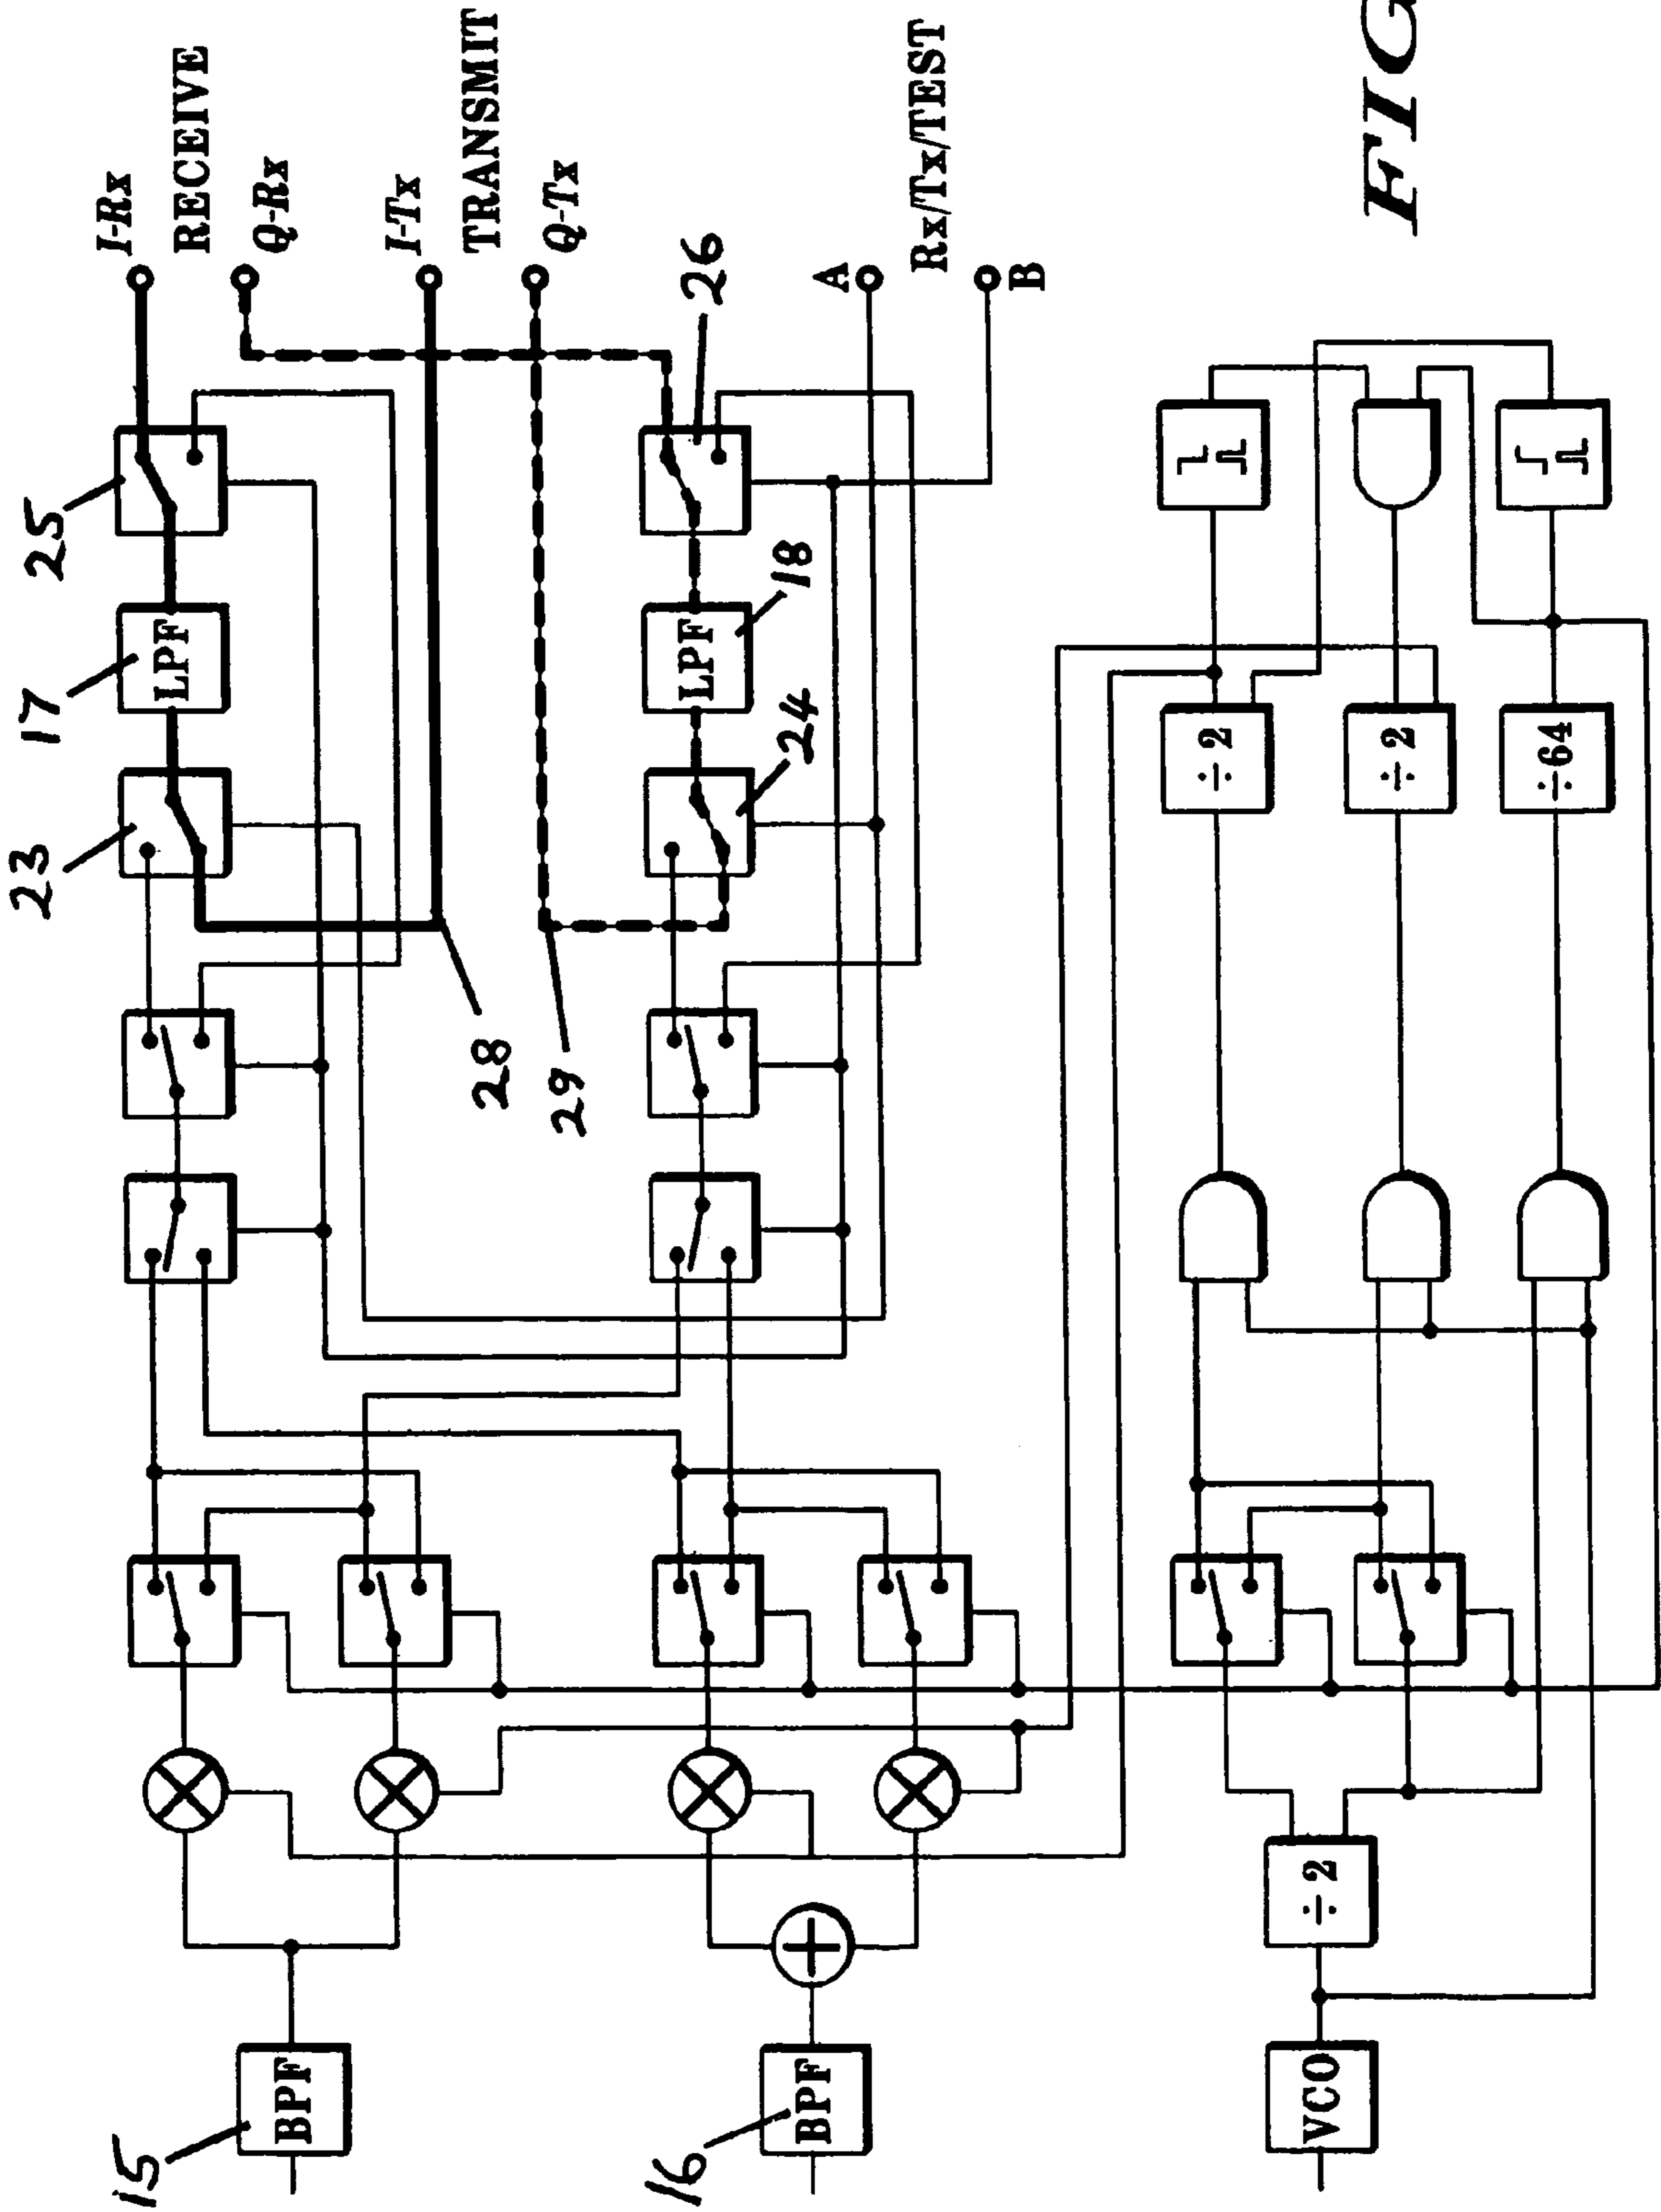 15
BPF
16
BPF
VCO
÷2
23
17
25
LPF
28
29
24
LPF
18
26
I-Rx
RECEIVE
Q-Rx
I-Tx
TRANSMIT
Q-Tx
A
Rx/Tx/TEST
B
÷2
÷2
÷64
FIG